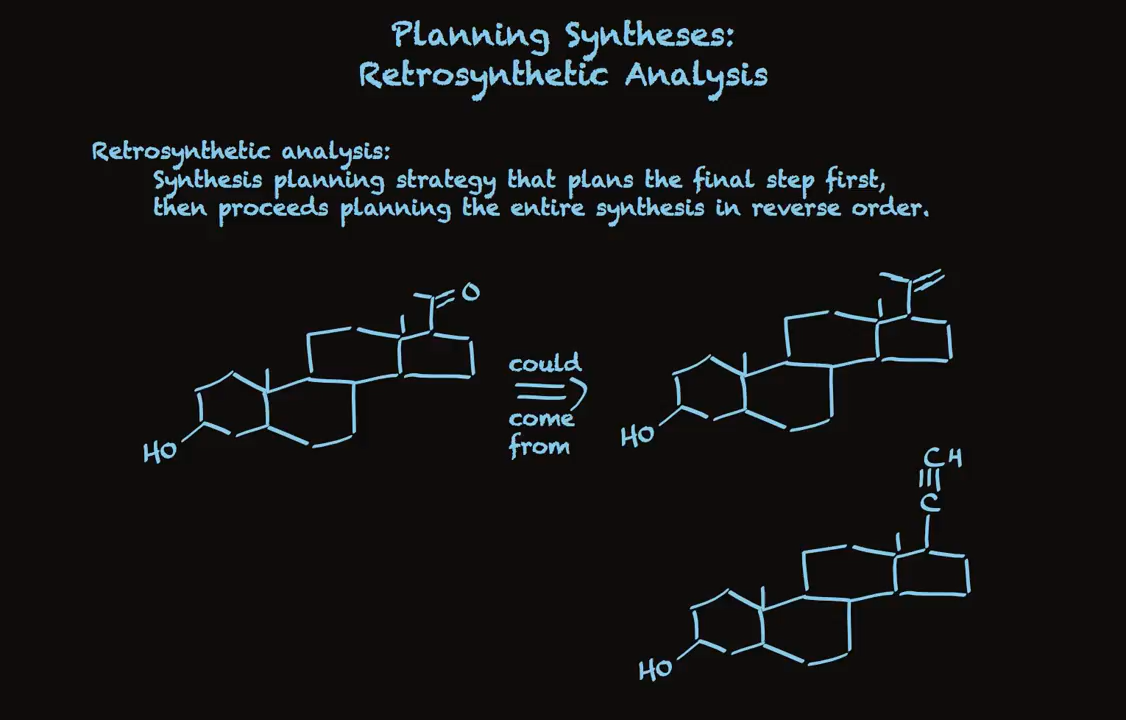 Planning Syntheses:
Retrosynthetic Analysis
Retrosynthetic analysis:
Synthesis planning strategy that plans the final step first,
then proceeds planning the entire synthesis in reverse order.
O
HO
could
come
from
HO
CH
C
HO